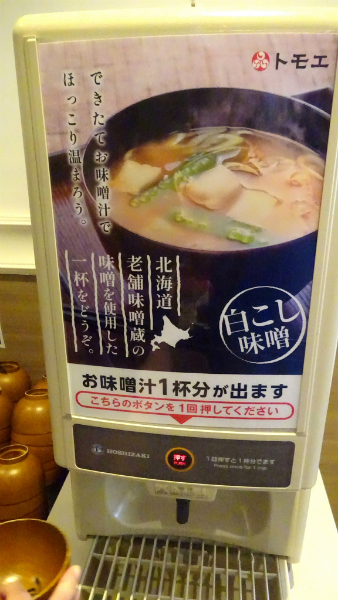 トモエ
できたてお味噌汁で
ほっこり温まろう。
北海道
老舗味噌蔵の
味噌を使用した
一杯をどうぞ。
白こし
味噌
お味噌汁1杯分が出ます
こちらのボタンを1回押してください
HOSHIZAKI
押す
1回押すと1杯分でます